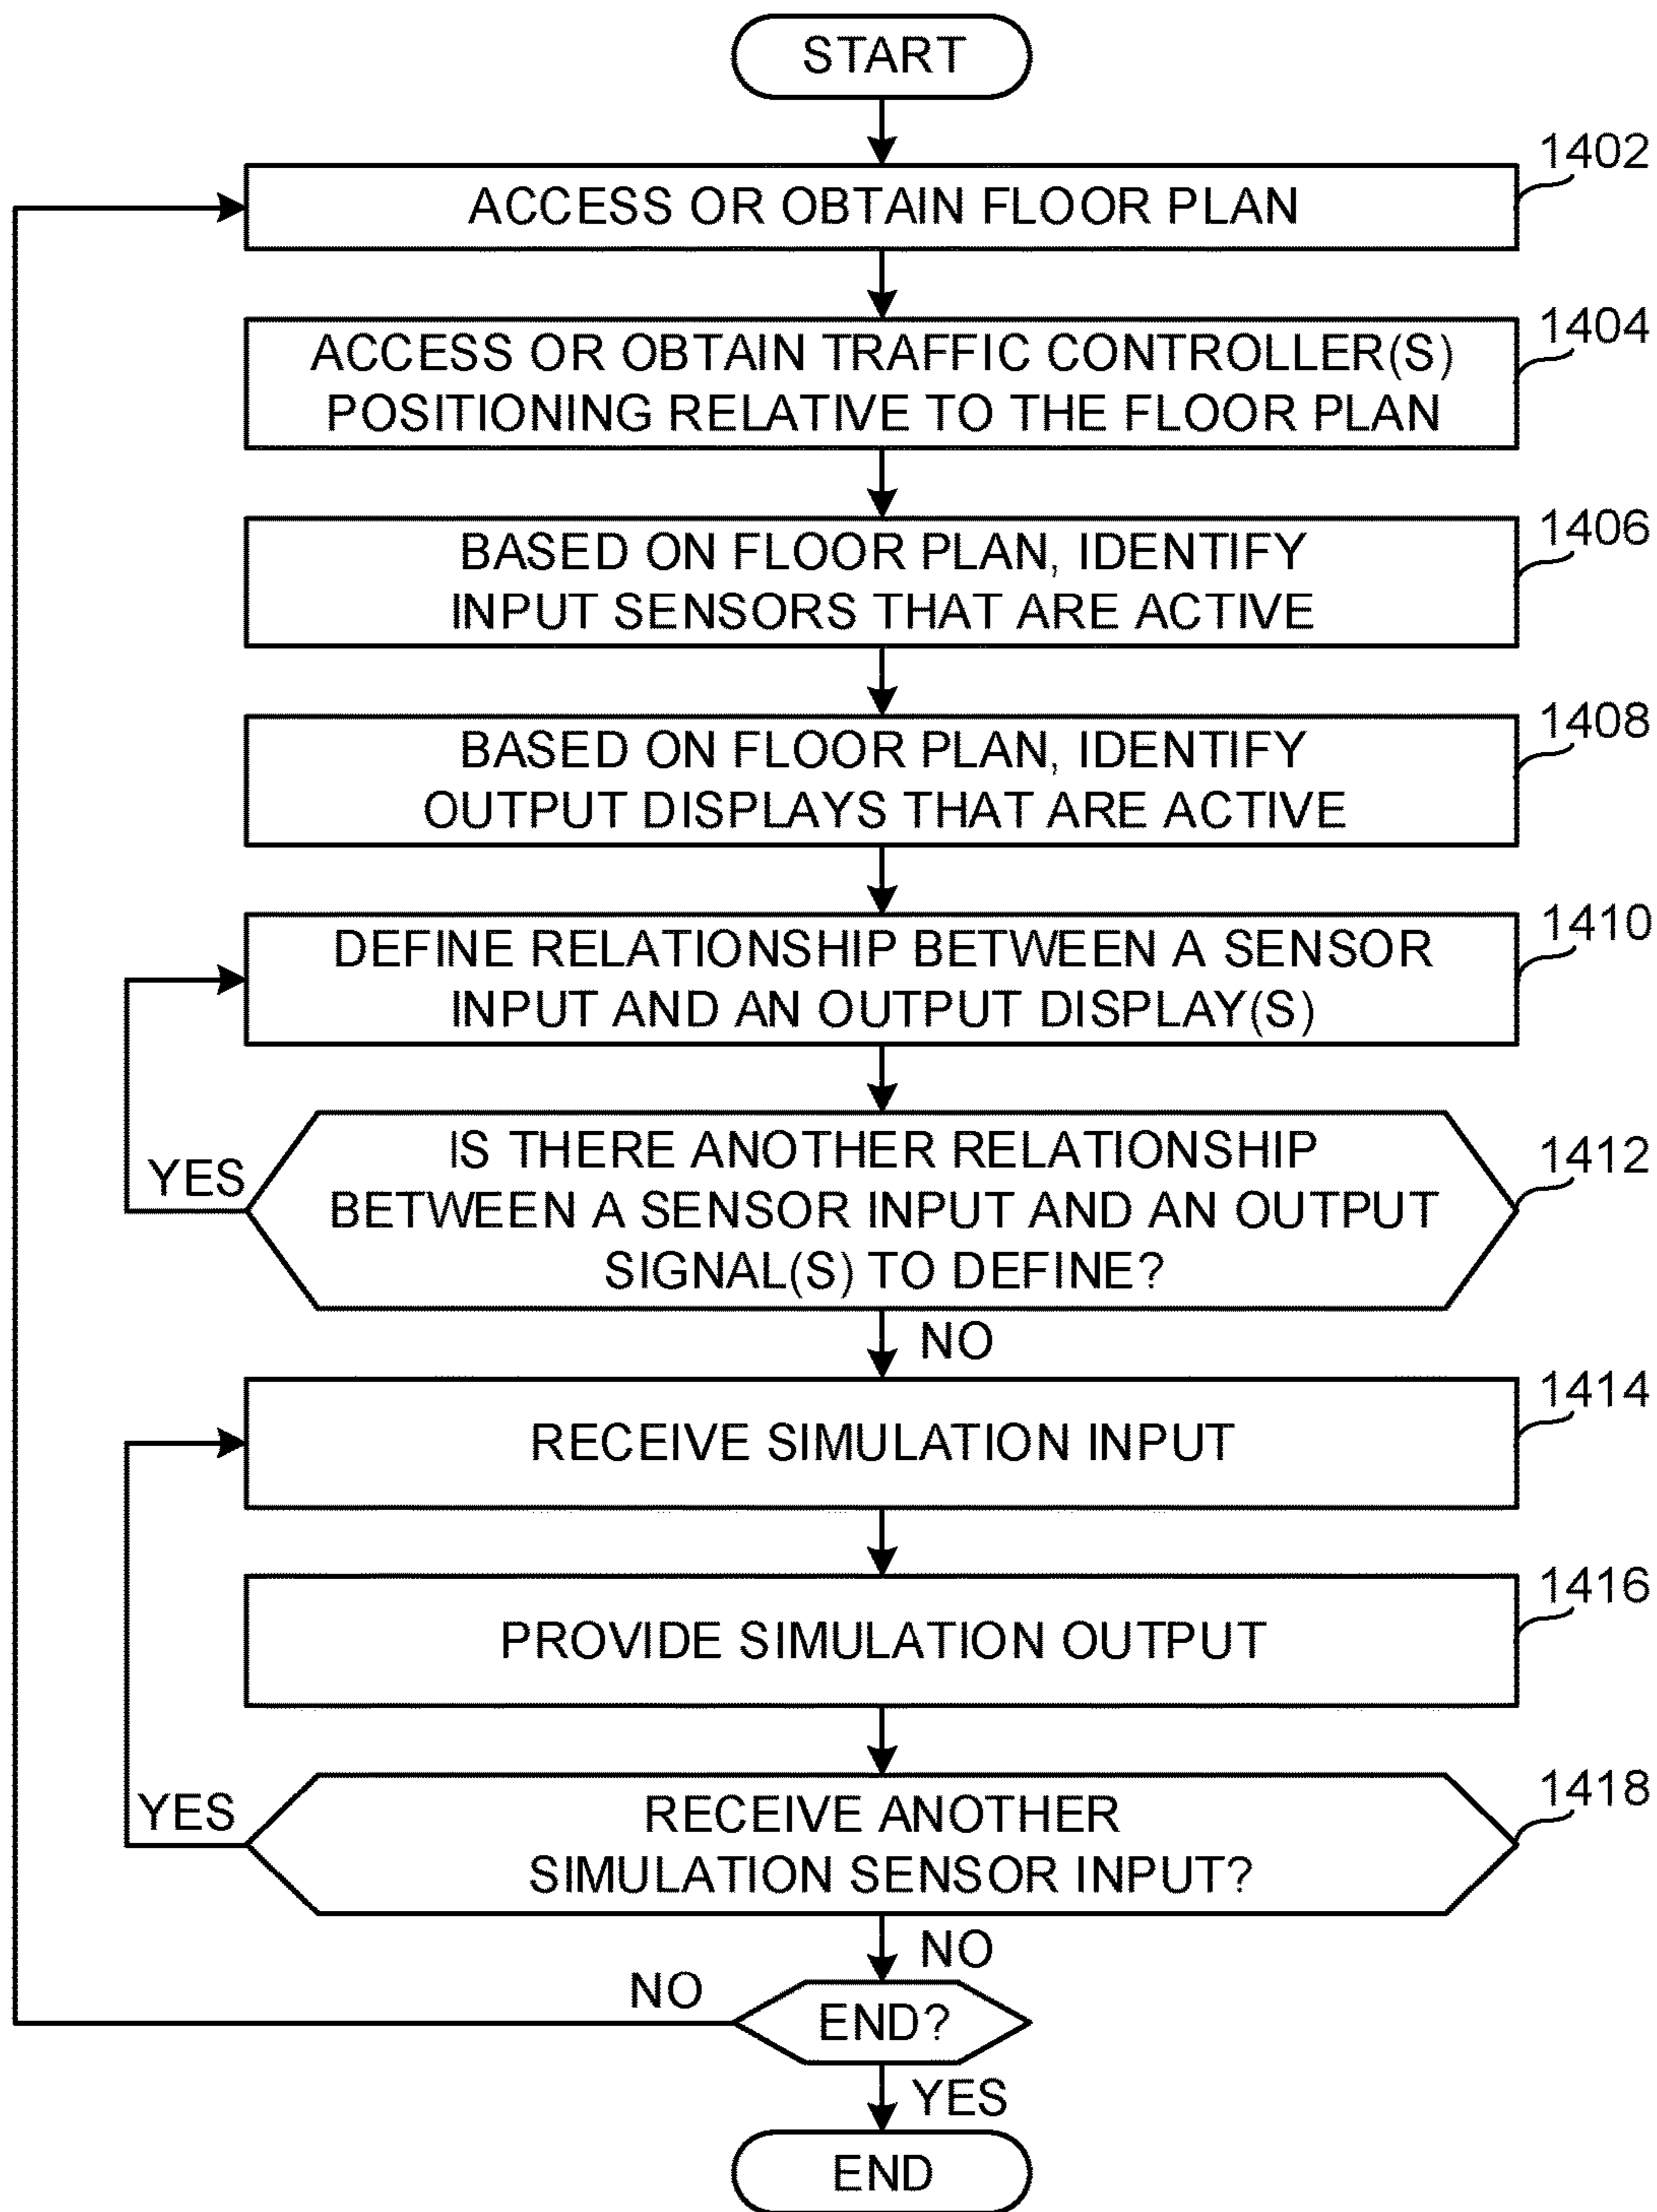 START
1402
ACCESS OR OBTAIN FLOOR PLAN
1404
ACCESS OR OBTAIN TRAFFIC CONTROLLER(S)
POSITIONING RELATIVE TO THE FLOOR PLAN
1406
BASED ON FLOOR PLAN, IDENTIFY
INPUT SENSORS THAT ARE ACTIVE
1408
BASED ON FLOOR PLAN, IDENTIFY
OUTPUT DISPLAYS THAT ARE ACTIVE
1410
DEFINE RELATIONSHIP BETWEEN A SENSOR
INPUT AND AN OUTPUT DISPLAY(S)
1412
IS THERE ANOTHER RELATIONSHIP
BETWEEN A SENSOR INPUT AND AN OUTPUT
SIGNAL(S) TO DEFINE?
YES
NO
1414
RECEIVE SIMULATION INPUT
1416
PROVIDE SIMULATION OUTPUT
1418
YES
RECEIVE ANOTHER
SIMULATION SENSOR INPUT?
NO
NO
END?
YES
END